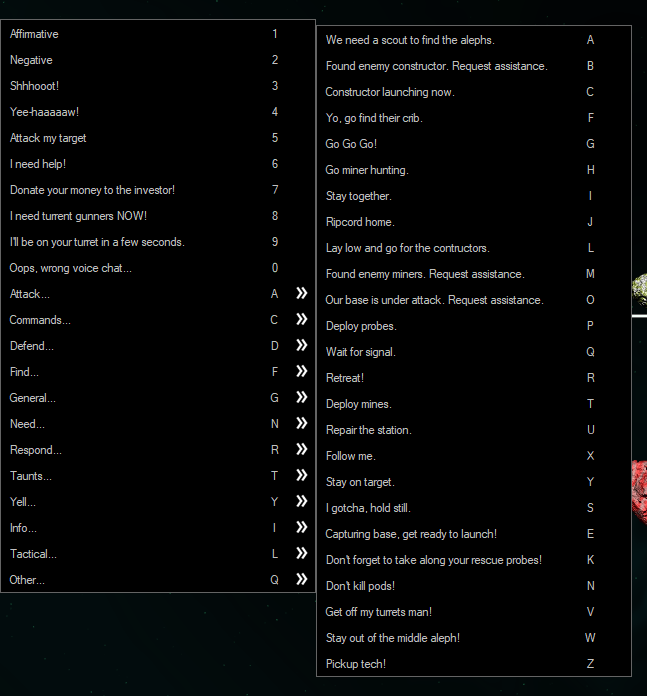 Affirmative 1
Negative 2
Shhhooot! 3
Yee-haaaaaw! 4
Attack my target 5
I need help! 6
Donate your money to the investor! 7
I need turrent gunners NOW! 8
I'll be on your turret in a few seconds. 9
Oops, wrong voice chat... 0
Attack... A »
Commands... C »
Defend... D »
Find... F »
General... G »
Need... N »
Respond... R »
Taunts... T »
Yell... Y »
Info... I »
Tactical... L »
Other... Q »
We need a scout to find the alephs. A
Found enemy constructor. Request assistance. B
Constructor launching now. C
Yo, go find their crib. F
Go Go Go! G
Go miner hunting. H
Stay together. I
Ripcord home. J
Lay low and go for the contructors. L
Found enemy miners. Request assistance. M
Our base is under attack. Request assistance. O
Deploy probes. P
Wait for signal. Q
Retreat! R
Deploy mines. T
Repair the station. U
Follow me. X
Stay on target. Y
I gotcha, hold still. S
Capturing base, get ready to launch! E
Don't forget to take along your rescue probes! K
Don't kill pods! N
Get off my turrets man! V
Stay out of the middle aleph! W
Pickup tech! Z